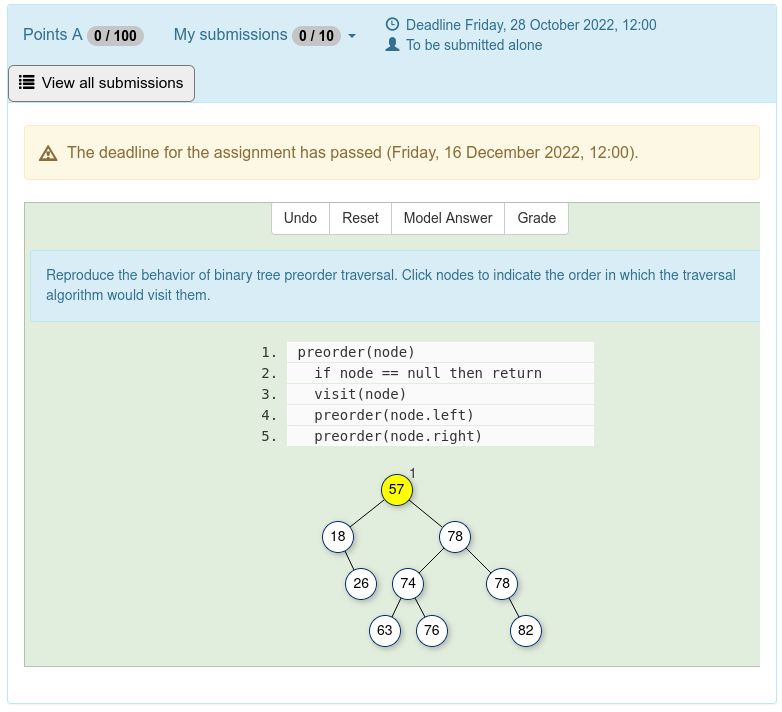 Points A 0 / 100 My submissions 0 / 10
Deadline Friday, 28 October 2022, 12:00
To be submitted alone
View all submissions
The deadline for the assignment has passed (Friday, 16 December 2022, 12:00).
Undo Reset Model Answer Grade
Reproduce the behavior of binary tree preorder traversal. Click nodes to indicate the order in which the traversal
algorithm would visit them.
1. preorder(node)
2. if node == null then return
3. visit(node)
4. preorder(node.left)
5. preorder(node.right)
1
57
18 78
26 74 78
63 76 82